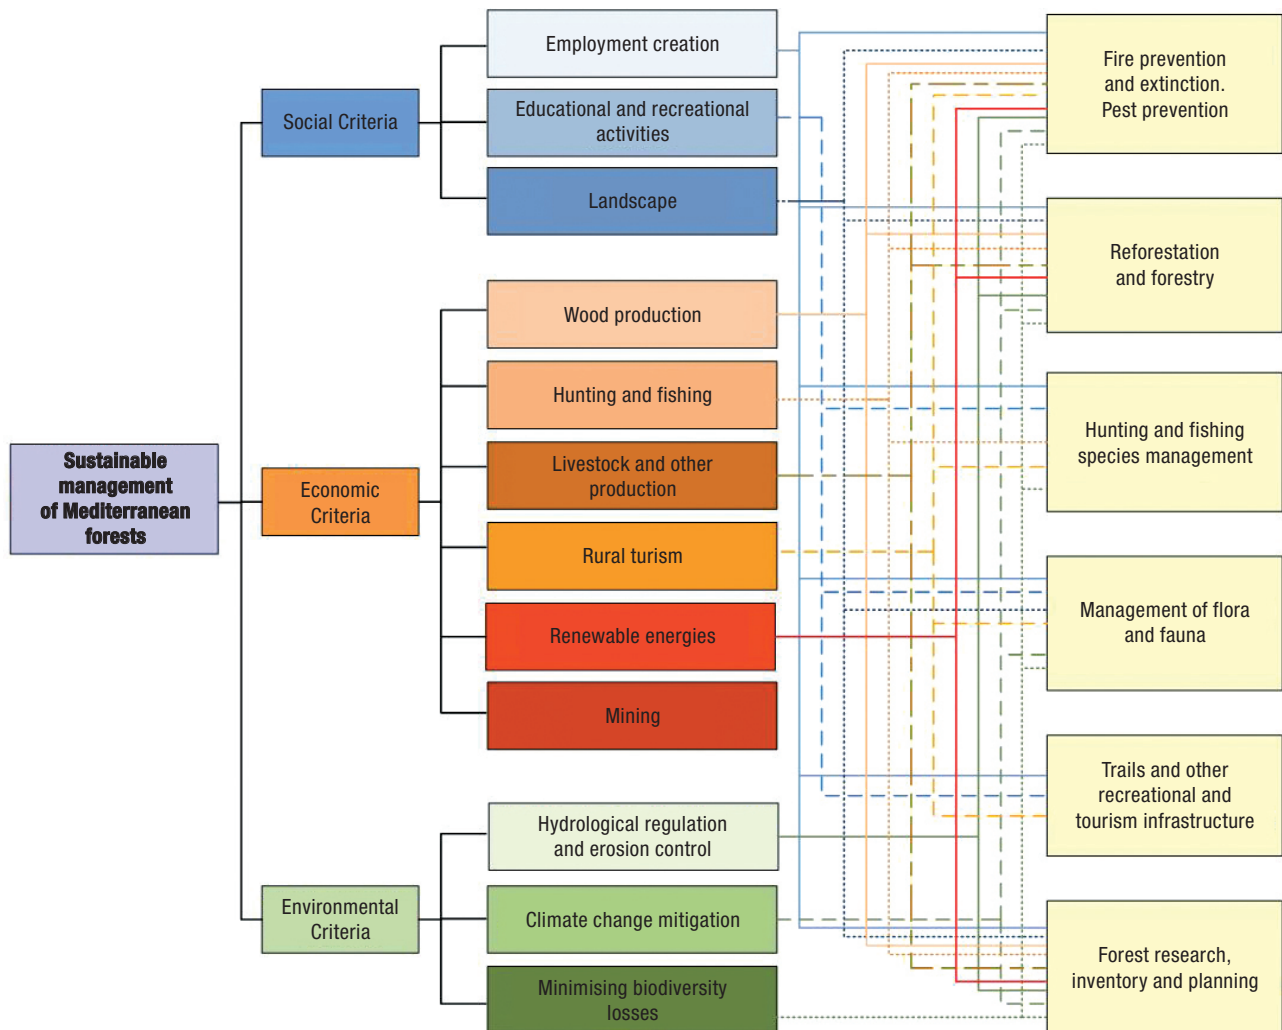 Sustainable
management
of Mediterranean
forests
Social Criteria
Economic
Criteria
Environmental
Criteria
Employment creation
Educational and recreational
activities
Landscape
Wood production
Hunting and fishing
Livestock and other
production
Rural turism
Renewable energies
Mining
Hydrological regulation
and erosion control
Climate change mitigation
Minimising biodiversity
losses
Fire prevention
and extinction.
Pest prevention
Reforestation
and forestry
Hunting and fishing
species management
Management of flora
and fauna
Trails and other
recreational and
tourism infrastructure
Forest research,
inventory and planning